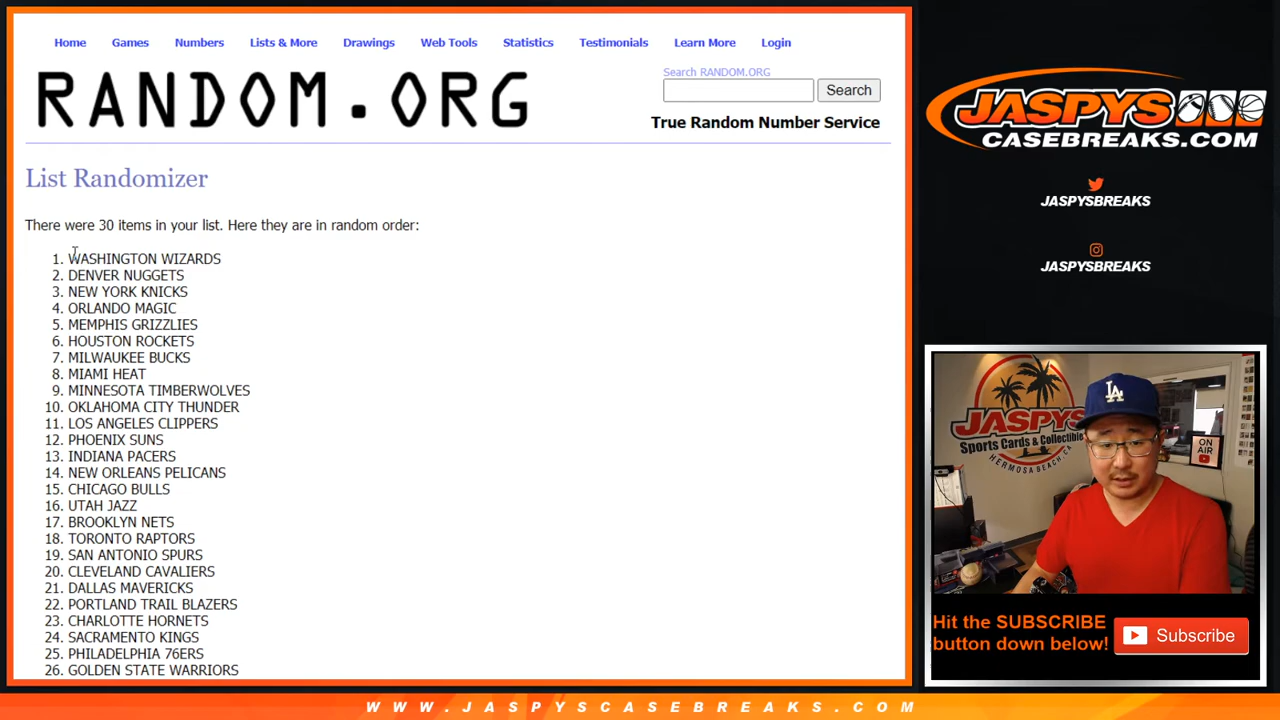 Home Games Numbers Lists & More Drawings Web Tools Statistics Testimonials Learn More Login
RANDOM.ORG
Search RANDOM.ORG
Search
True Random Number Service
List Randomizer
There were 30 items in your list. Here they are in random order:
1. WASHINGTON WIZARDS
2. DENVER NUGGETS
3. NEW YORK KNICKS
4. ORLANDO MAGIC
5. MEMPHIS GRIZZLIES
6. HOUSTON ROCKETS
7. MILWAUKEE BUCKS
8. MIAMI HEAT
9. MINNESOTA TIMBERWOLVES
10. OKLAHOMA CITY THUNDER
11. LOS ANGELES CLIPPERS
12. PHOENIX SUNS
13. INDIANA PACERS
14. NEW ORLEANS PELICANS
15. CHICAGO BULLS
16. UTAH JAZZ
17. BROOKLYN NETS
18. TORONTO RAPTORS
19. SAN ANTONIO SPURS
20. CLEVELAND CAVALIERS
21. DALLAS MAVERICKS
22. PORTLAND TRAIL BLAZERS
23. CHARLOTTE HORNETS
24. SACRAMENTO KINGS
25. PHILADELPHIA 76ERS
26. GOLDEN STATE WARRIORS
JASPYS
CASEBREAKS.COM
JASPYSBREAKS
JASPYSBREAKS
JASPYS
Sports Cards & Collectible
HERMOSA BEACH, CA
LA
ON
AIR
Hit the SUBSCRIBE
button down below!
Subscribe
WWW.JASPYSCASEBREAKS.COM